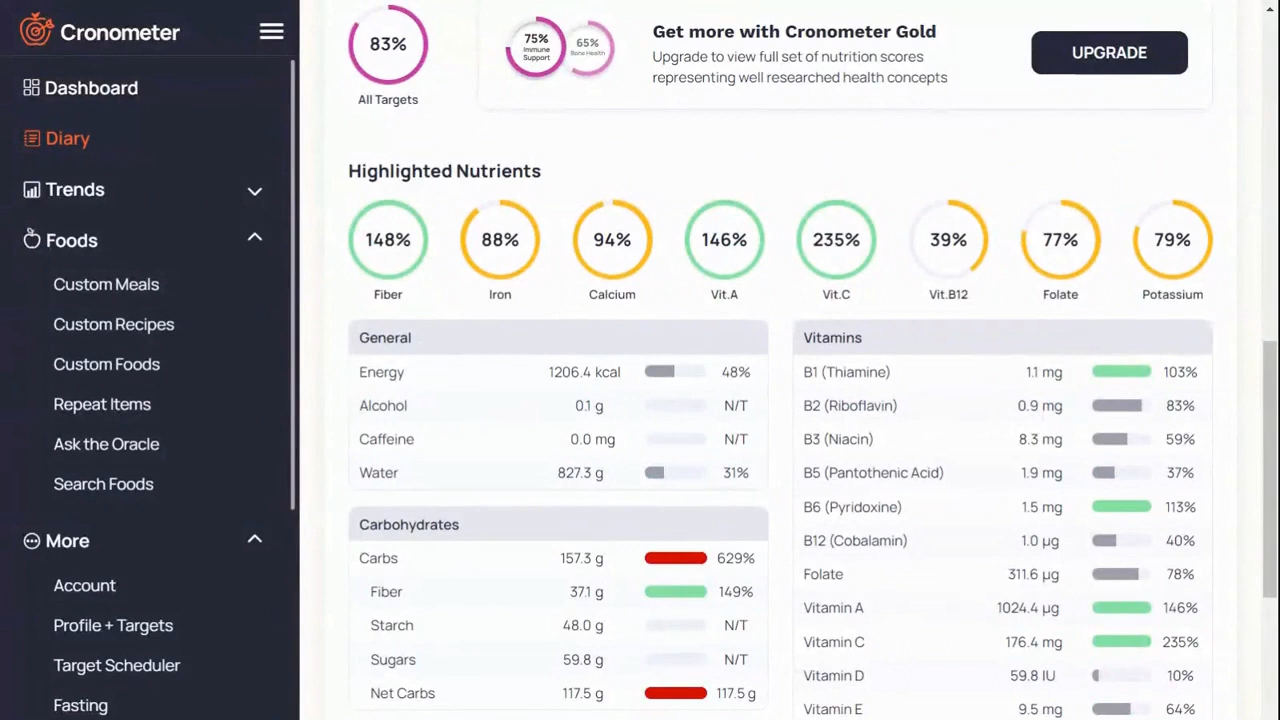 Cronometer
Dashboard
Diary
Trends
Foods
Custom Meals
Custom Recipes
Custom Foods
Repeat Items
Ask the Oracle
Search Foods
More
Account
Profile + Targets
Target Scheduler
Fasting
83%
All Targets
75%
Immune
Support
65%
Bone Health
Get more with Cronometer Gold
Upgrade to view full set of nutrition scores
representing well researched health concepts
UPGRADE
Highlighted Nutrients
148% 88% 94% 146% 235% 39% 77% 79%
Fiber Iron Calcium Vit.A Vit.C Vit.B12 Folate Potassium
General
Energy 1206.4 kcal 48%
Alcohol 0.1 g N/T
Caffeine 0.0 mg N/T
Water 827.3 g 31%
Carbohydrates
Carbs 157.3 g 629%
Fiber 37.1 g 149%
Starch 48.0 g N/T
Sugars 59.8 g N/T
Net Carbs 117.5 g 117.5 g
Vitamins
B1 (Thiamine) 1.1 mg 103%
B2 (Riboflavin) 0.9 mg 83%
B3 (Niacin) 8.3 mg 59%
B5 (Pantothenic Acid) 1.9 mg 37%
B6 (Pyridoxine) 1.5 mg 113%
B12 (Cobalamin) 1.0 µg 40%
Folate 311.6 µg 78%
Vitamin A 1024.4 µg 146%
Vitamin C 176.4 mg 235%
Vitamin D 59.8 IU 10%
Vitamin E 9.5 mg 64%